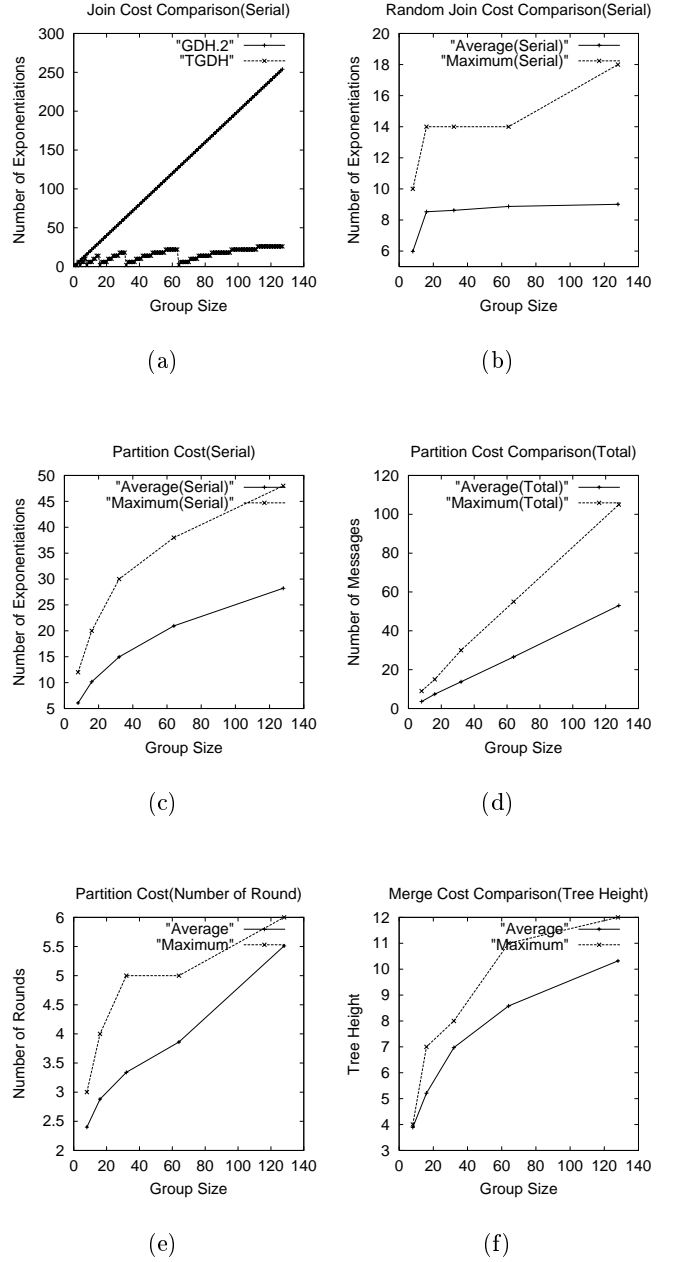 Join Cost Comparison(Serial)
300
250
200
150
100
50
0
0 20 40 60 80 100 120 140
Number of Exponentiations
Group Size
"GDH.2"
"TGDH"
(a)
Random Join Cost Comparison(Serial)
20
18
16
14
12
10
8
6
0 20 40 60 80 100 120 140
Number of Exponentiations
Group Size
"Average(Serial)"
"Maximum(Serial)"
(b)
Partition Cost(Serial)
50
45
40
35
30
25
20
15
10
5
0 20 40 60 80 100 120 140
Number of Exponentiations
Group Size
"Average(Serial)"
"Maximum(Serial)"
(c)
Partition Cost Comparison(Total)
120
100
80
60
40
20
0
0 20 40 60 80 100 120 140
Number of Messages
Group Size
"Average(Total)"
"Maximum(Total)"
(d)
Partition Cost(Number of Round)
6
5.5
5
4.5
4
3.5
3
2.5
2
0 20 40 60 80 100 120 140
Number of Rounds
Group Size
"Average"
"Maximum"
(e)
Merge Cost Comparison(Tree Height)
12
11
10
9
8
7
6
5
4
3
0 20 40 60 80 100 120 140
Tree Height
Group Size
"Average"
"Maximum"
(f)